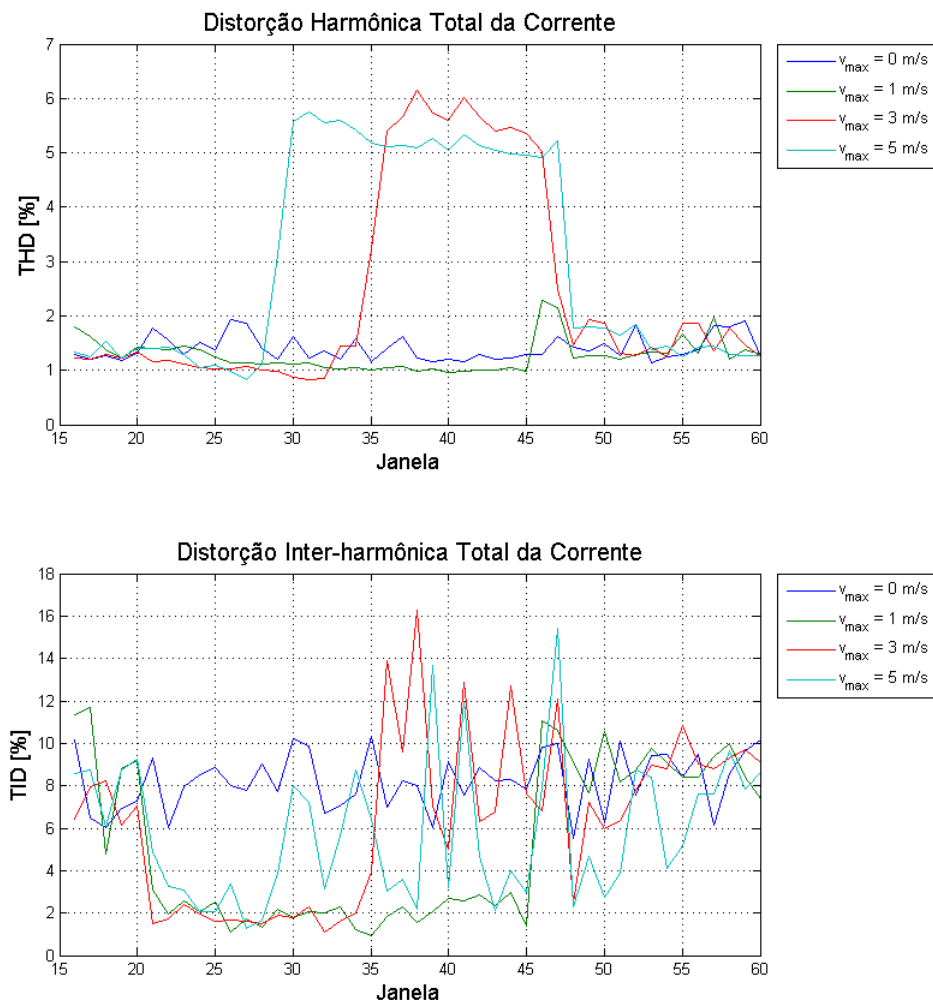 Distorção Harmônica Total da Corrente
7
6
5
4
3
2
1
0
THD [%]
15 20 25 30 35 40 45 50 55 60
Janela
vmax = 0 m/s
vmax = 1 m/s
vmax = 3 m/s
vmax = 5 m/s
Distorção Inter-harmônica Total da Corrente
18
16
14
12
10
8
6
4
2
0
TID [%]
15 20 25 30 35 40 45 50 55 60
Janela
vmax = 0 m/s
vmax = 1 m/s
vmax = 3 m/s
vmax = 5 m/s